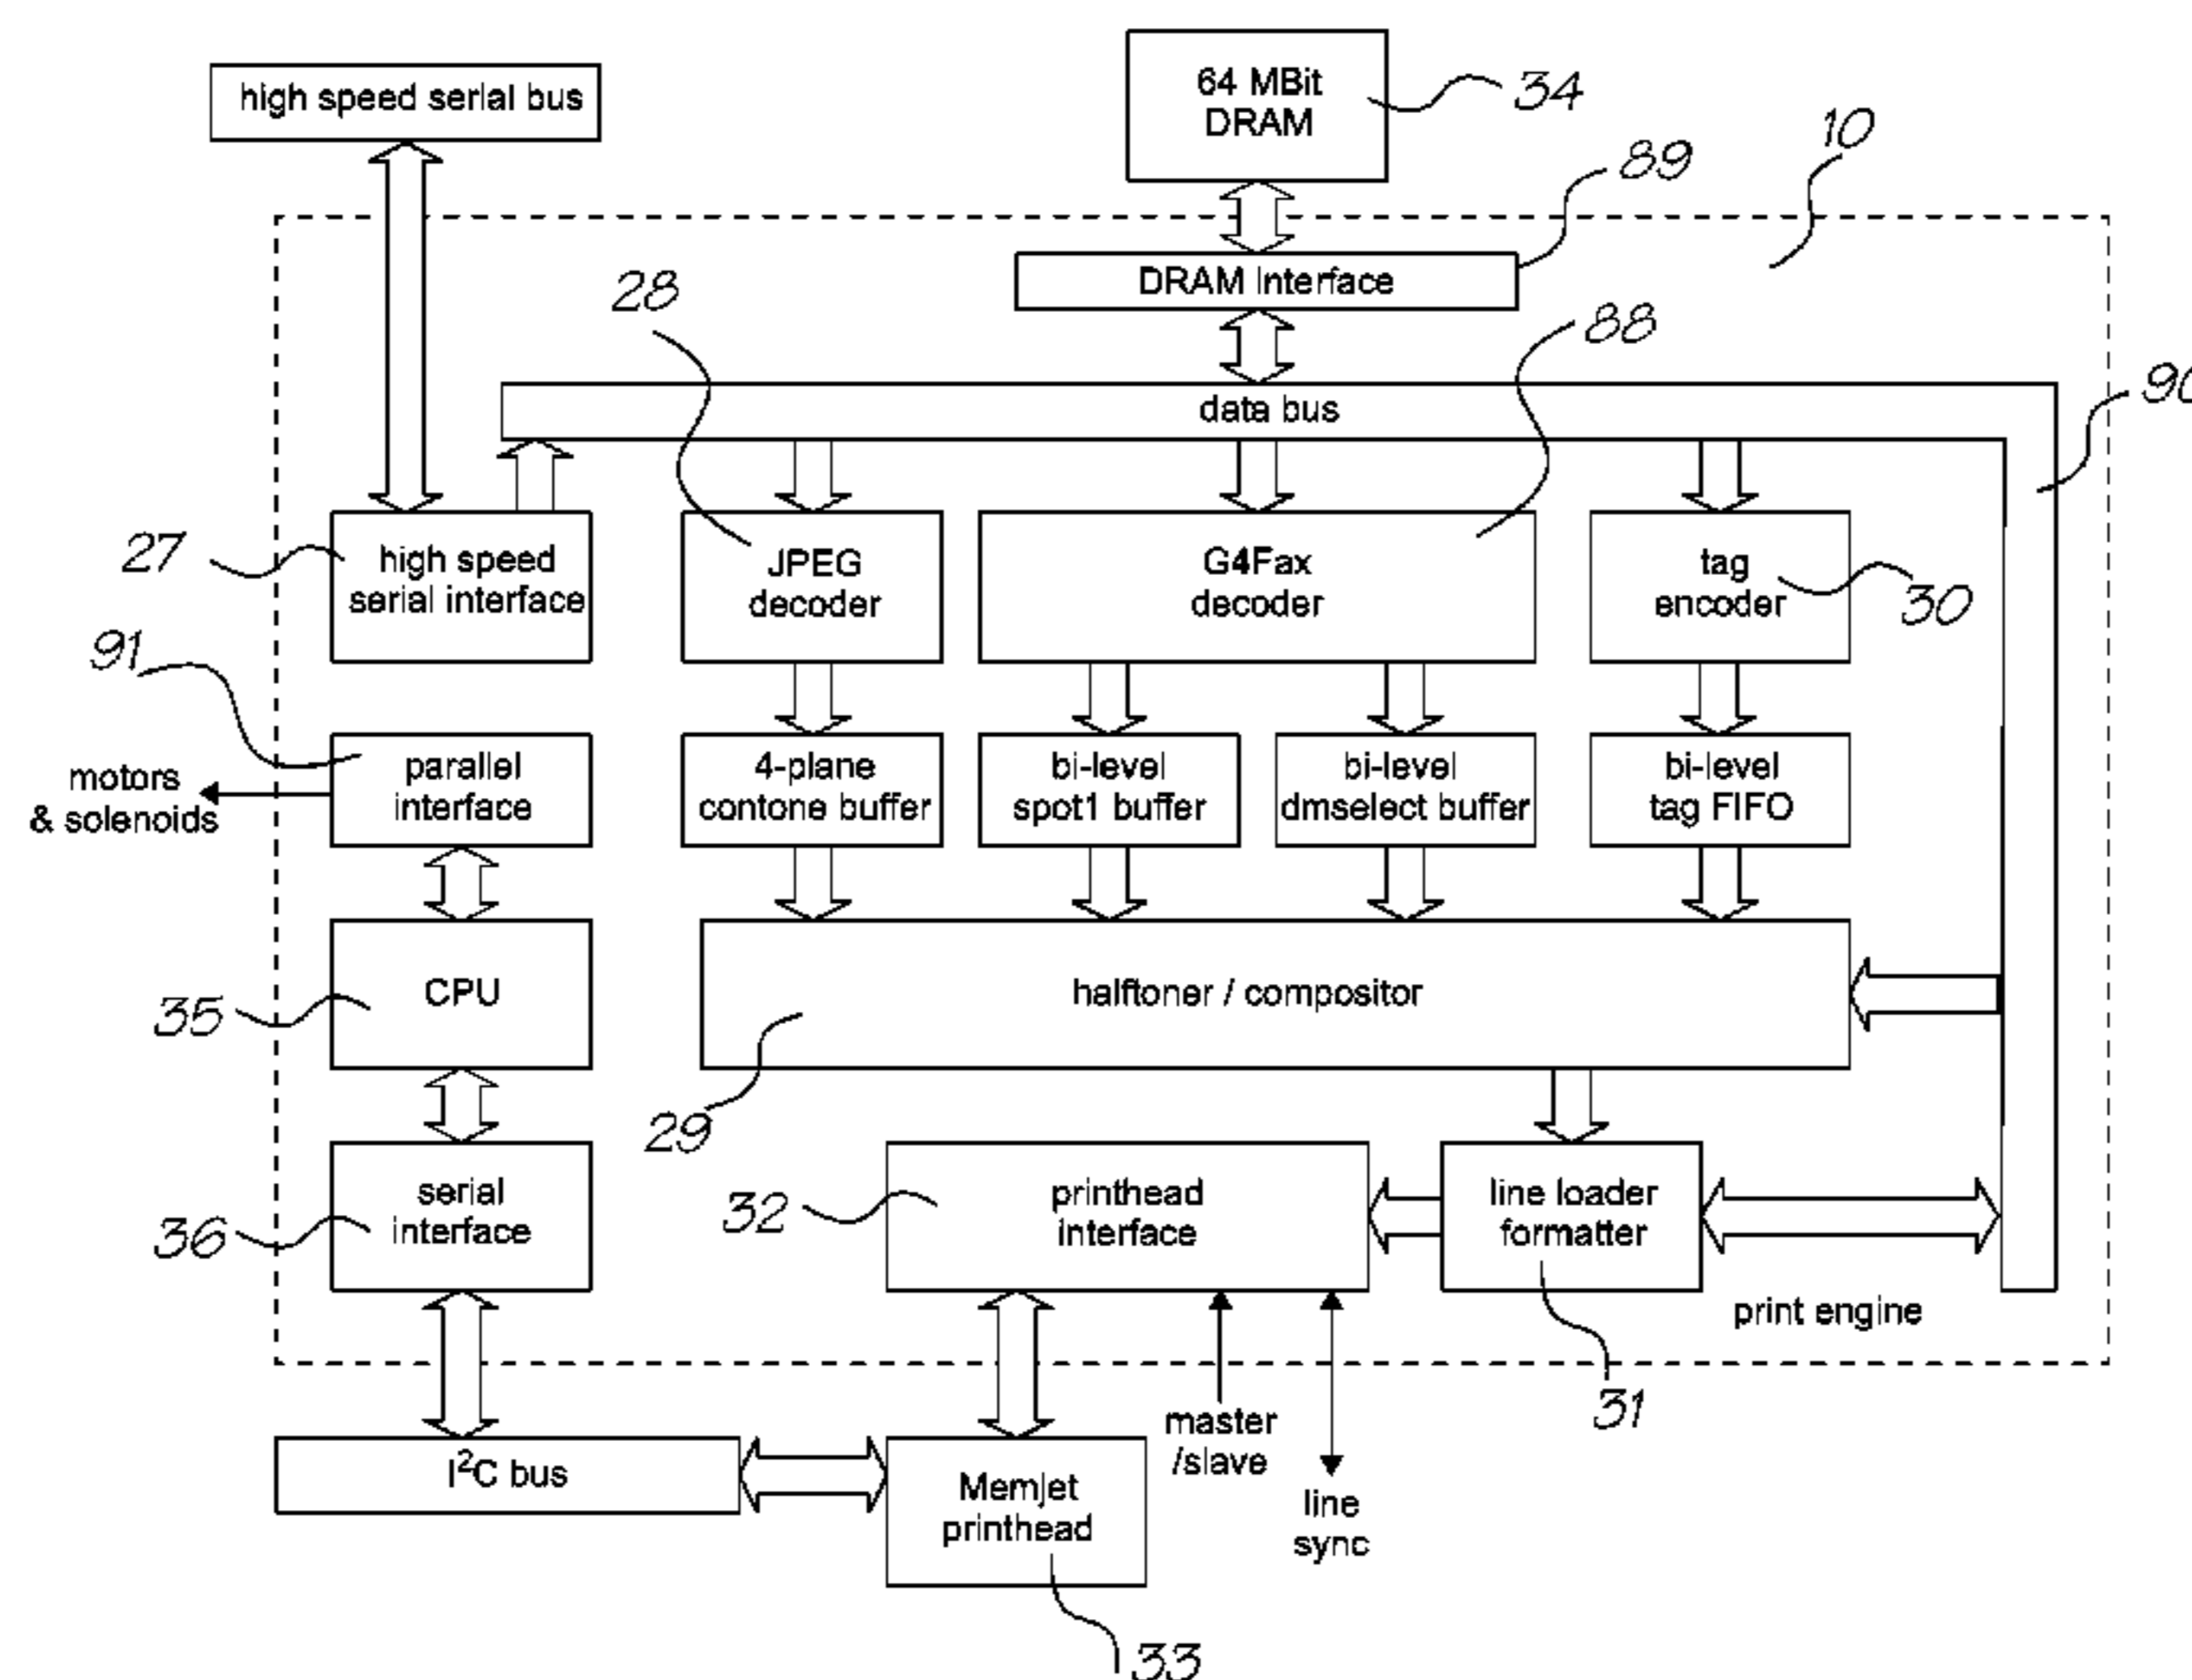 64 MBit
DRAM
34
high speed serial bus
10
89
DRAM Interface
28
88
data bus
90
27
high speed
serial interface
JPEG
decoder
G4Fax
decoder
tag
encoder
30
91
motors
& solenoids
parallel
interface
4-plane
contone buffer
bi-level
spot1 buffer
bi-level
dmselect buffer
bi-level
tag FIFO
35
CPU
halftoner / compositor
29
36
serial
interface
32
printhead
interface
line loader
formatter
print engine
31
master
/slave
line
sync
I²C bus
Memjet
printhead
33